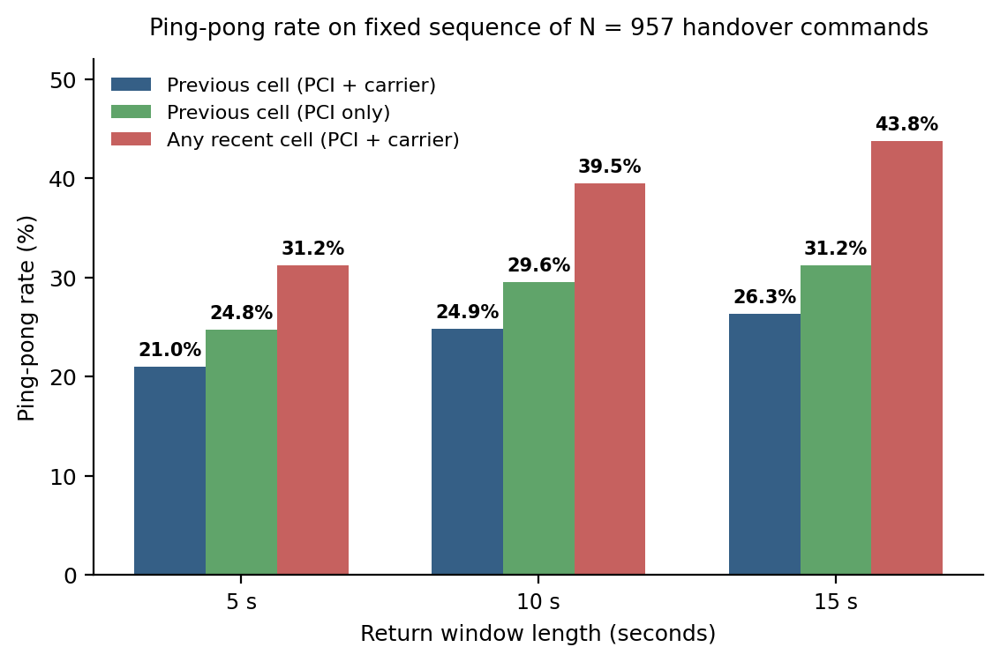 Ping-pong rate on fixed sequence of N = 957 handover commands
Previous cell (PCI + carrier)
Previous cell (PCI only)
Any recent cell (PCI + carrier)
Ping-pong rate (%)
50
40
30
20
10
0
21.0%
24.8%
31.2%
24.9%
29.6%
39.5%
26.3%
31.2%
43.8%
5 s
10 s
15 s
Return window length (seconds)